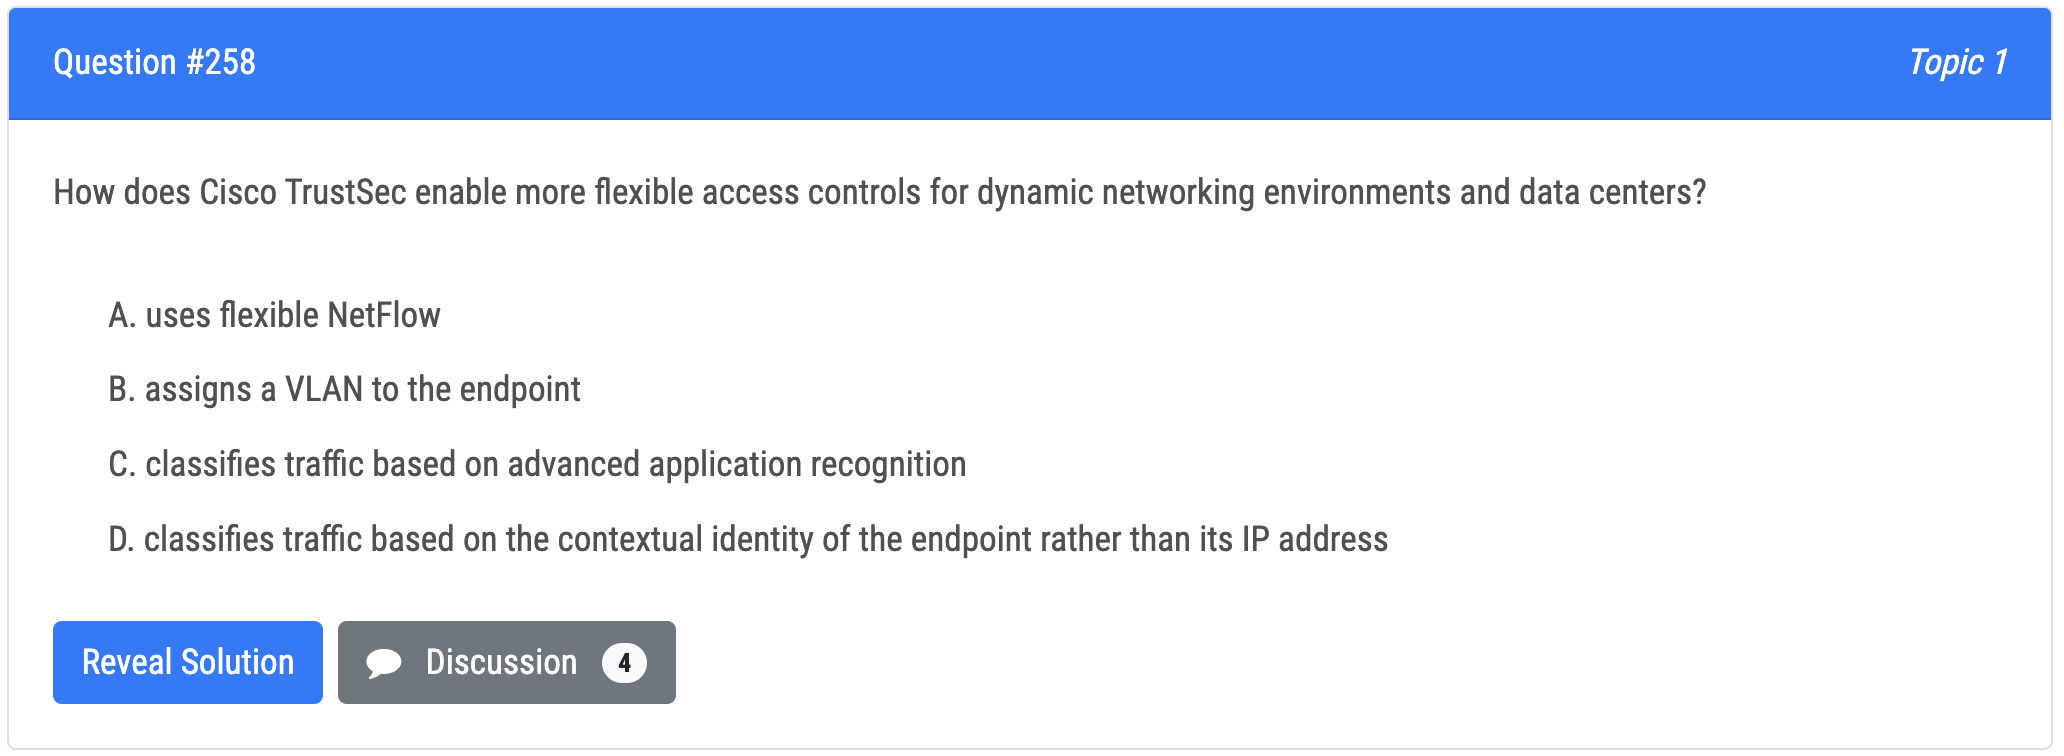 Question #258
Topic 1
How does Cisco TrustSec enable more flexible access controls for dynamic networking environments and data centers?
A. uses flexible NetFlow
B. assigns a VLAN to the endpoint
C. classifies traffic based on advanced application recognition
D. classifies traffic based on the contextual identity of the endpoint rather than its IP address
Reveal Solution
Discussion 4